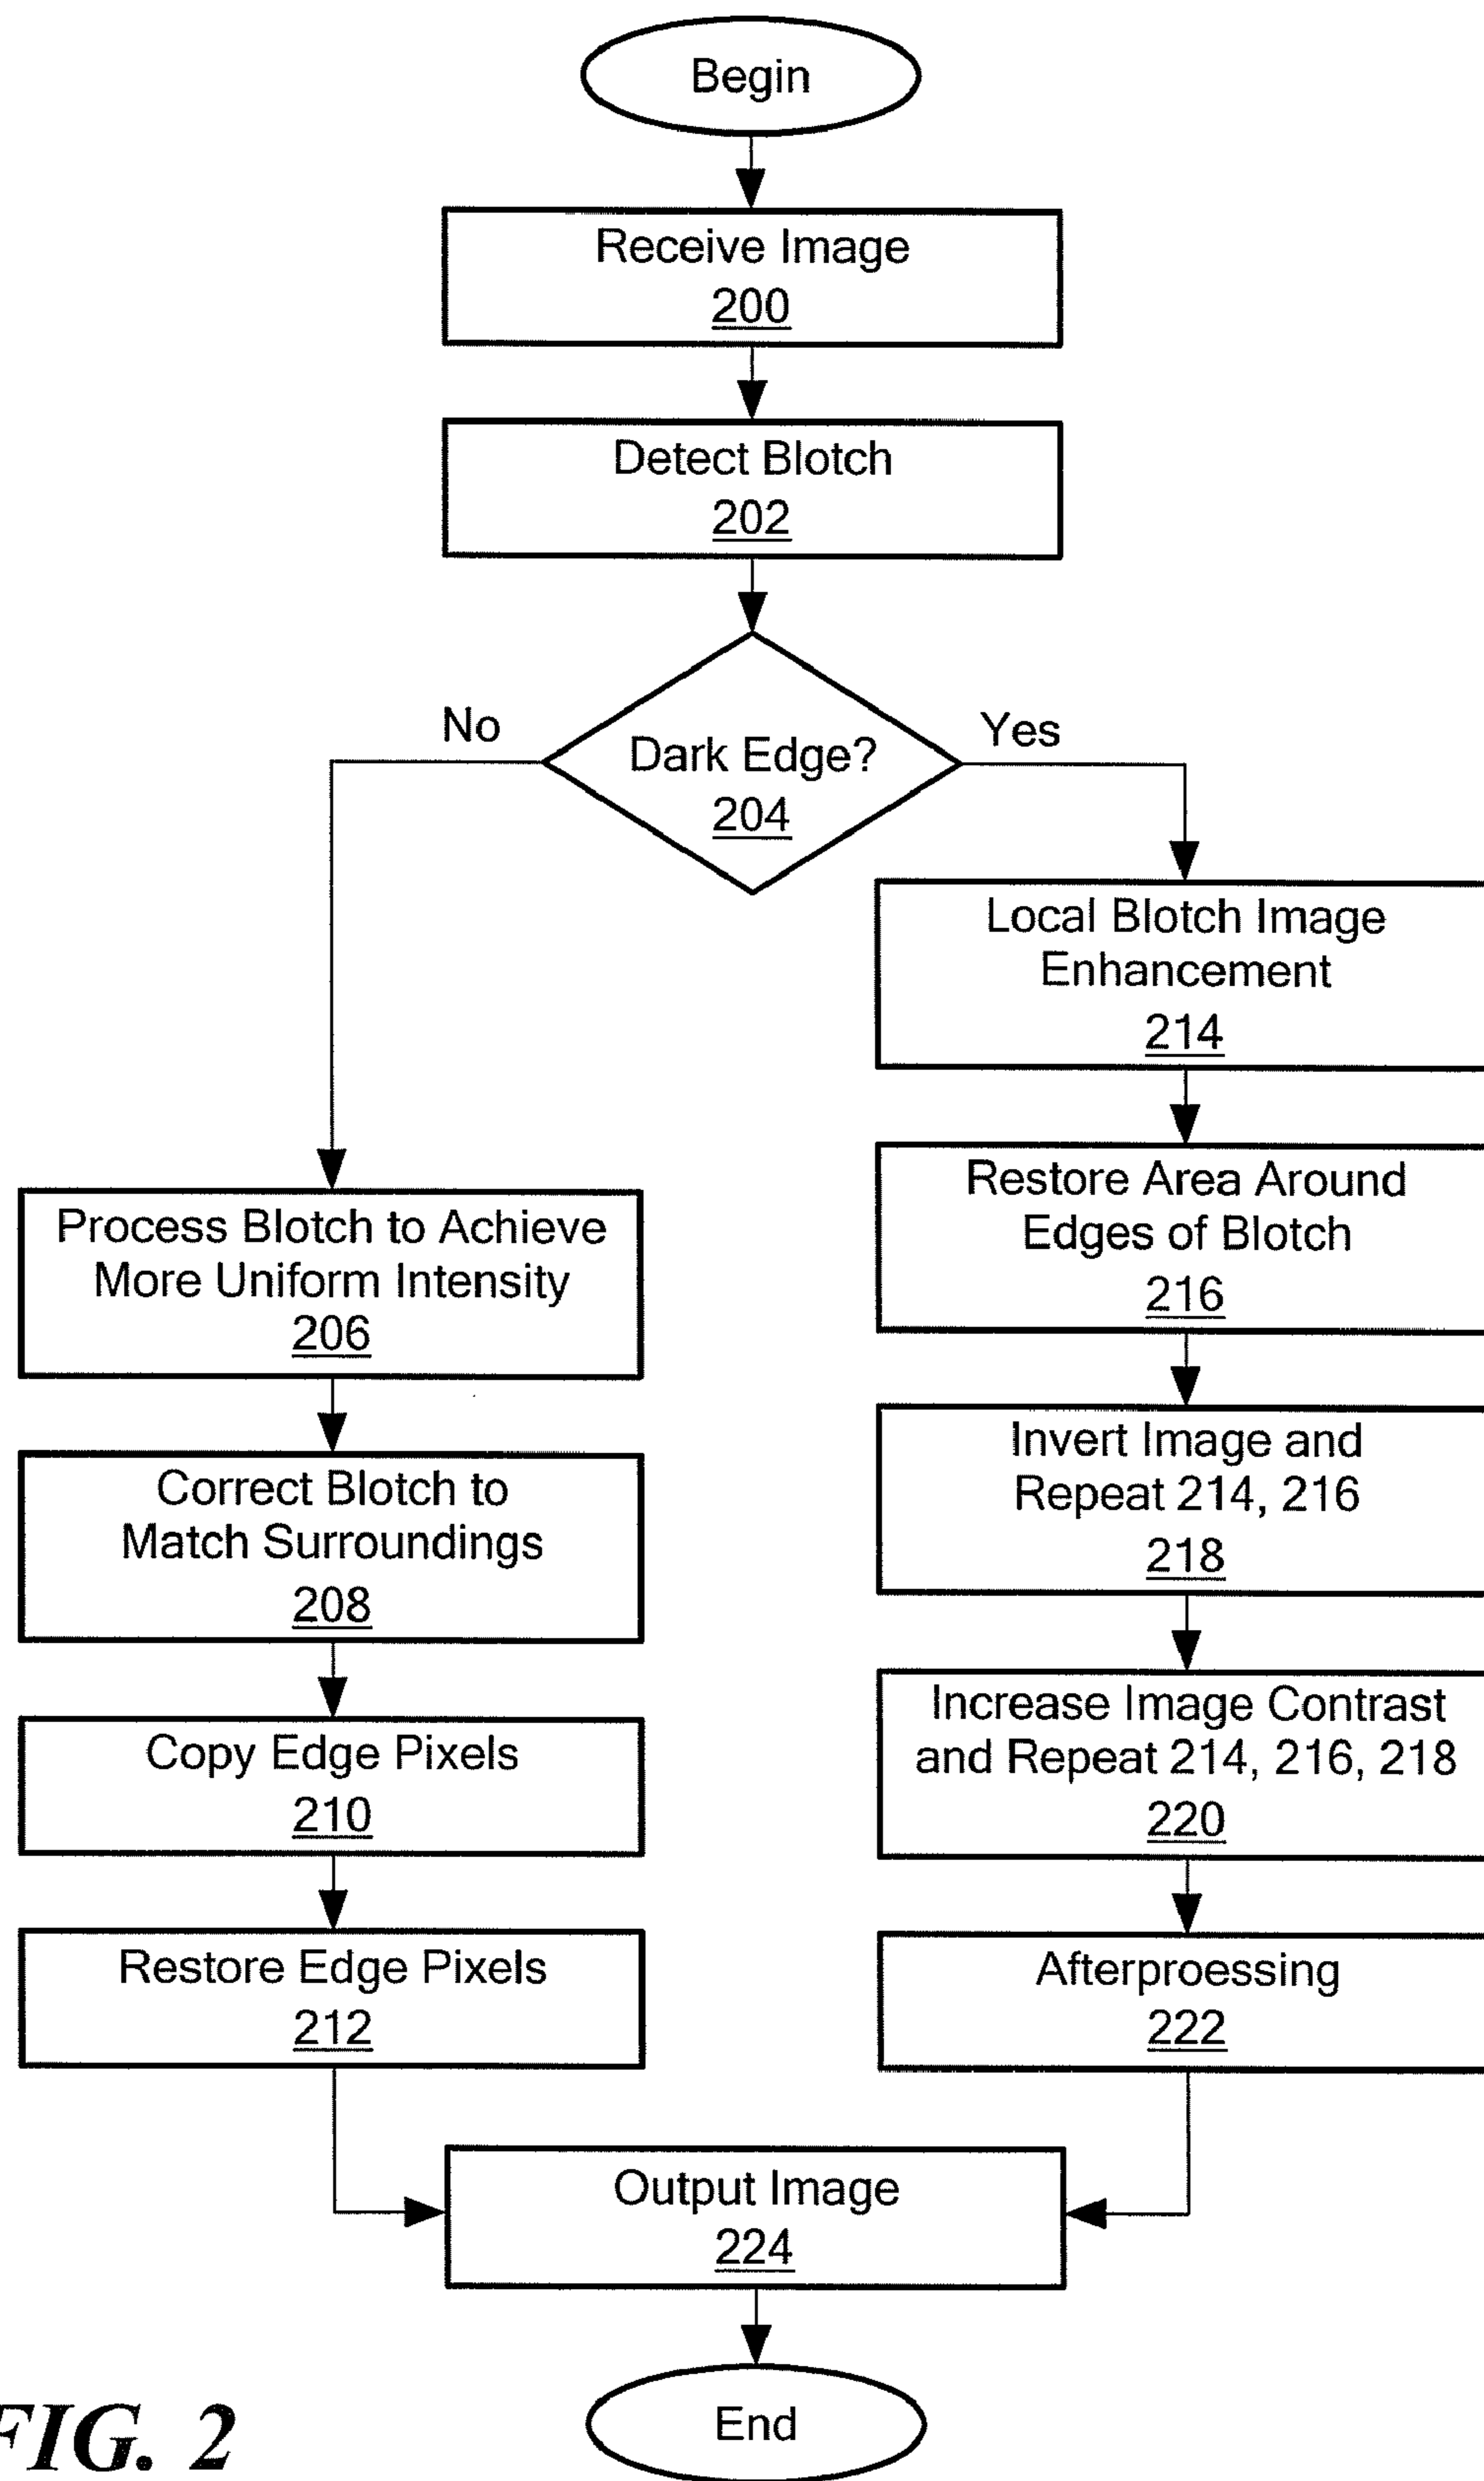 Begin
Receive Image
200
Detect Blotch
202
No
Yes
Dark Edge?
204
Local Blotch Image
Enhancement
214
Restore Area Around
Edges of Blotch
216
Process Blotch to Achieve
More Uniform Intensity
206
Invert Image and
Repeat 214, 216
218
Correct Blotch to
Match Surroundings
208
Increase Image Contrast
and Repeat 214, 216, 218
220
Copy Edge Pixels
210
Restore Edge Pixels
212
Afterproessing
222
Output Image
224
End
FIG. 2